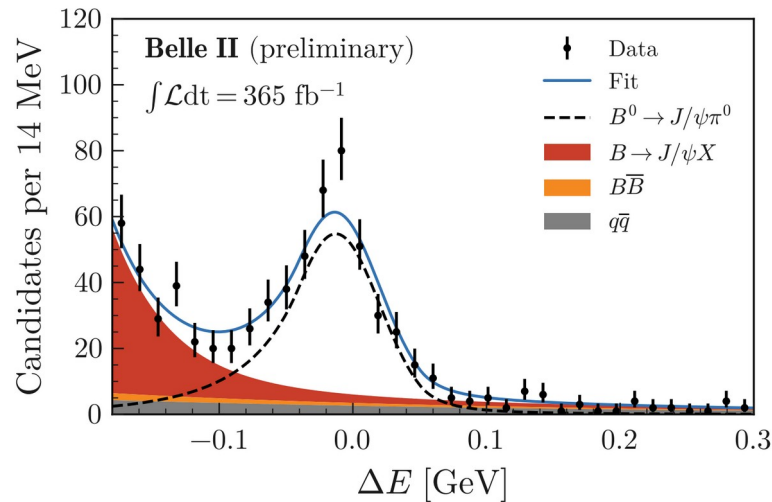 120
100
80
60
40
20
0
Candidates per 14 MeV
Belle II (preliminary)
∫ℒdt = 365 fb⁻¹
Data
Fit
B⁰ → J/ψπ⁰
B → J/ψX
BB̅
qq̅
−0.1
0.0
0.1
0.2
0.3
ΔE [GeV]